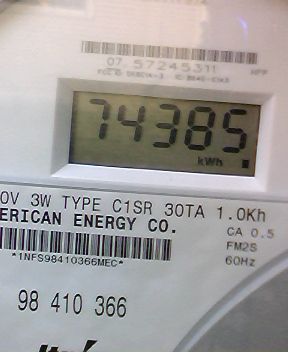 07 57245311
74385
kWh
0V 3W TYPE C1SR 30TA 1.0Kh
ERICAN ENERGY CO.
CA 0.5
FM2S
*1NFS98410366MEC*
60Hz
98 410 366